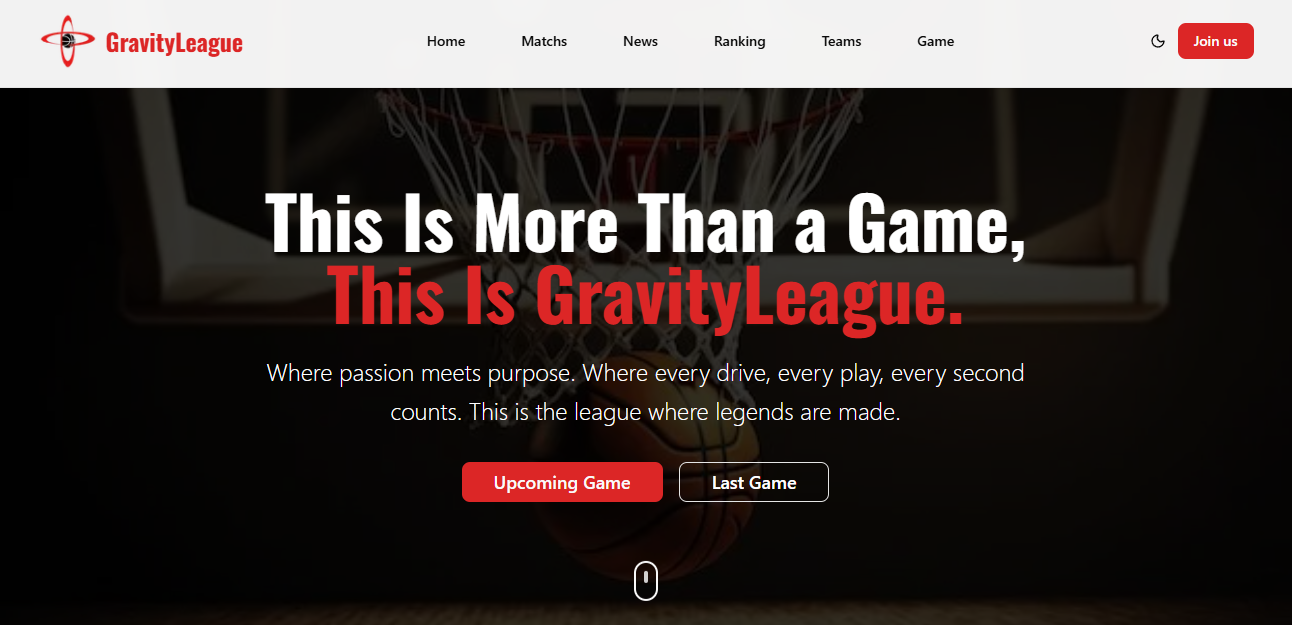 GravityLeague
Home Matchs News Ranking Teams Game
Join us
This Is More Than a Game,
This Is GravityLeague.
Where passion meets purpose. Where every drive, every play, every second
counts. This is the league where legends are made.
Upcoming Game
Last Game